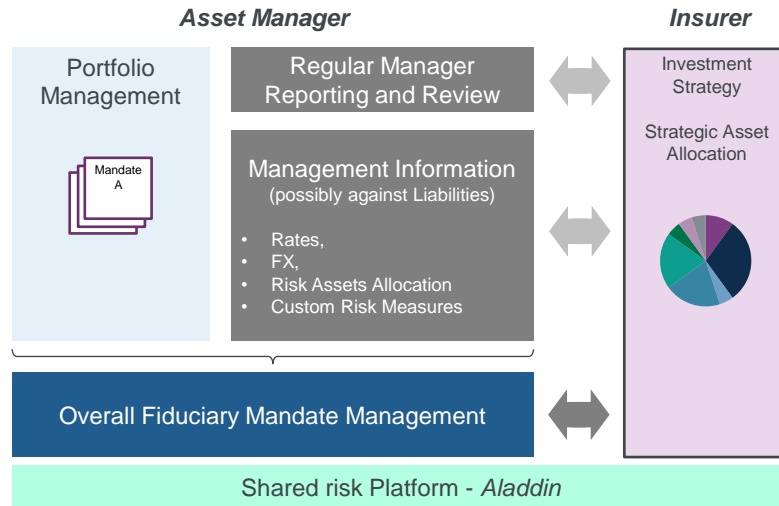 Asset Manager
Insurer
Portfolio
Management
Mandate
A
Regular Manager
Reporting and Review
Management Information
(possibly against Liabilities)
• Rates,
• FX,
• Risk Assets Allocation
• Custom Risk Measures
Investment
Strategy
Strategic Asset
Allocation
Overall Fiduciary Mandate Management
Shared risk Platform - Aladdin